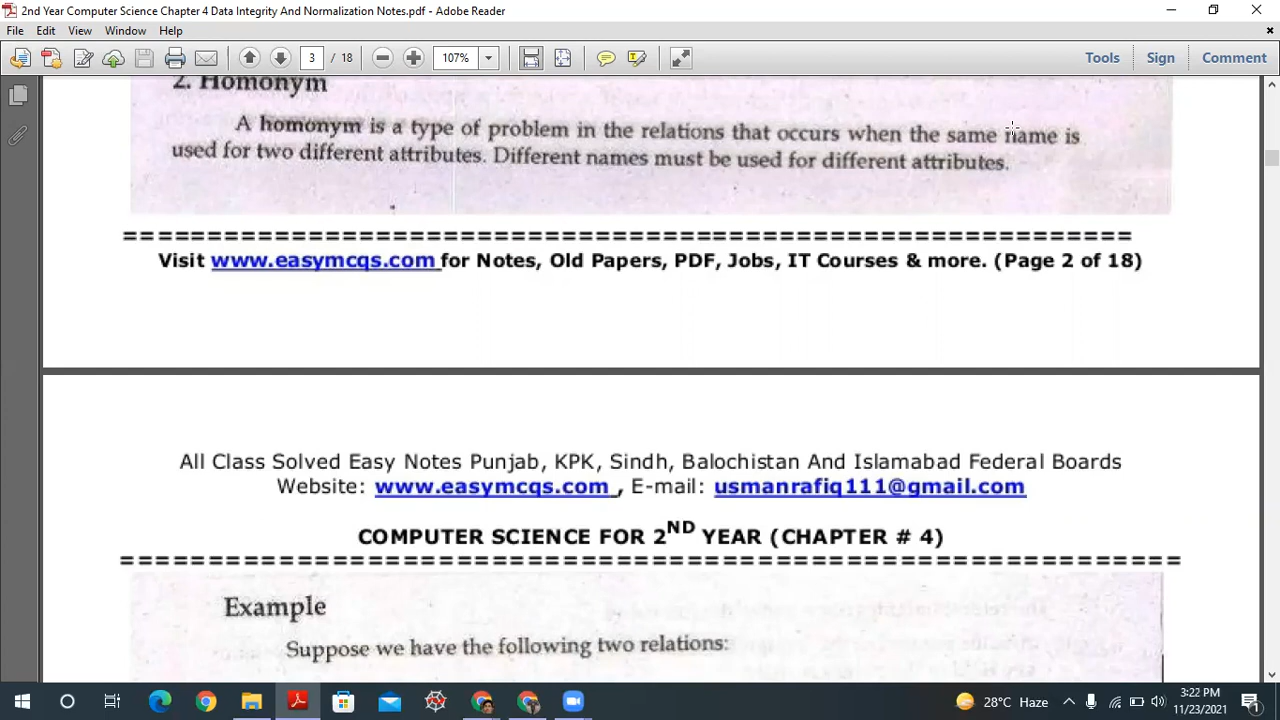 2nd Year Computer Science Chapter 4 Data Integrity And Normalization Notes.pdf - Adobe Reader
File Edit View Window Help
3 / 18 107% Tools Sign Comment
2. Homonym
A homonym is a type of problem in the relations that occurs when the same name is
used for two different attributes. Different names must be used for different attributes.
============================================================
Visit www.easymcqs.com for Notes, Old Papers, PDF, Jobs, IT Courses & more. (Page 2 of 18)
All Class Solved Easy Notes Punjab, KPK, Sindh, Balochistan And Islamabad Federal Boards
Website: www.easymcqs.com , E-mail: usmanrafiq111@gmail.com
COMPUTER SCIENCE FOR 2ND YEAR (CHAPTER # 4)
===============================================================
Example
Suppose we have the following two relations:
28°C Haze
3:22 PM
11/23/2021
1